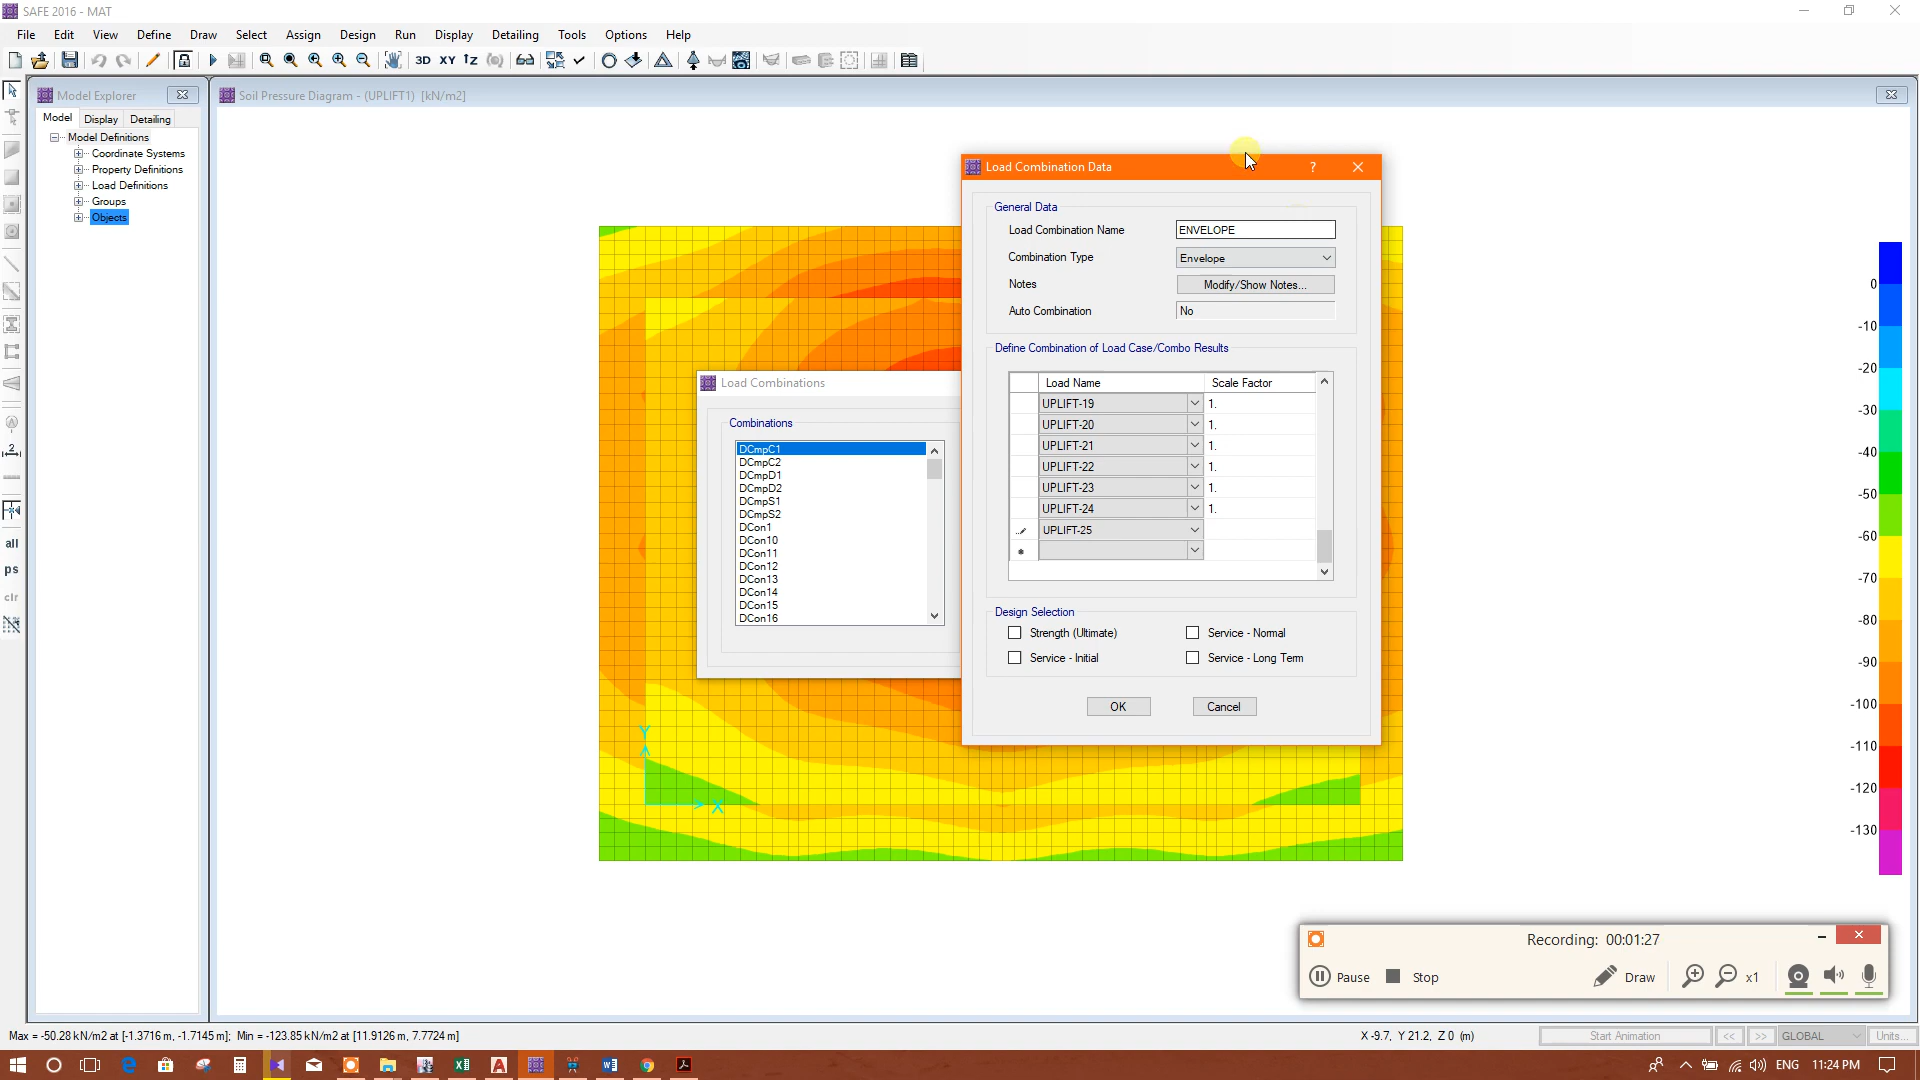 SAFE 2016 - MAT
File Edit View Define Draw Select Assign Design Run Display Detailing Tools Options Help
3D XY
Model Explorer
Soil Pressure Diagram - (UPLIFT1) [kN/m2]
Model Display Detailing
Model Definitions
Coordinate Systems
Property Definitions
Load Definitions
Groups
Objects
all
ps
clr
Load Combinations
Combinations
DCmpC1
DCmpC2
DCmpD1
DCmpD2
DCmpS1
DCmpS2
DCon1
DCon10
DCon11
DCon12
DCon13
DCon14
DCon15
DCon16
Load Combination Data ?
General Data
Load Combination Name ENVELOPE
Combination Type Envelope
Notes Modify/Show Notes...
Auto Combination No
Define Combination of Load Case/Combo Results
Load Name Scale Factor
UPLIFT-19 1.
UPLIFT-20 1.
UPLIFT-21 1.
UPLIFT-22 1.
UPLIFT-23 1.
UPLIFT-24 1.
UPLIFT-25
Design Selection
Strength (Ultimate) Service - Normal
Service - Initial Service - Long Term
OK Cancel
Y
X
0
-10
-20
-30
-40
-50
-60
-70
-80
-90
-100
-110
-120
-130
Recording: 00:01:27
Pause Stop Draw x1
Max = -50.28 kN/m2 at [-1.3716 m, -1.7145 m]; Min = -123.85 kN/m2 at [11.9126 m, 7.7724 m]
X -9.7, Y 21.2, Z 0 (m)
Start Animation << >> GLOBAL Units...
ENG 11:24 PM